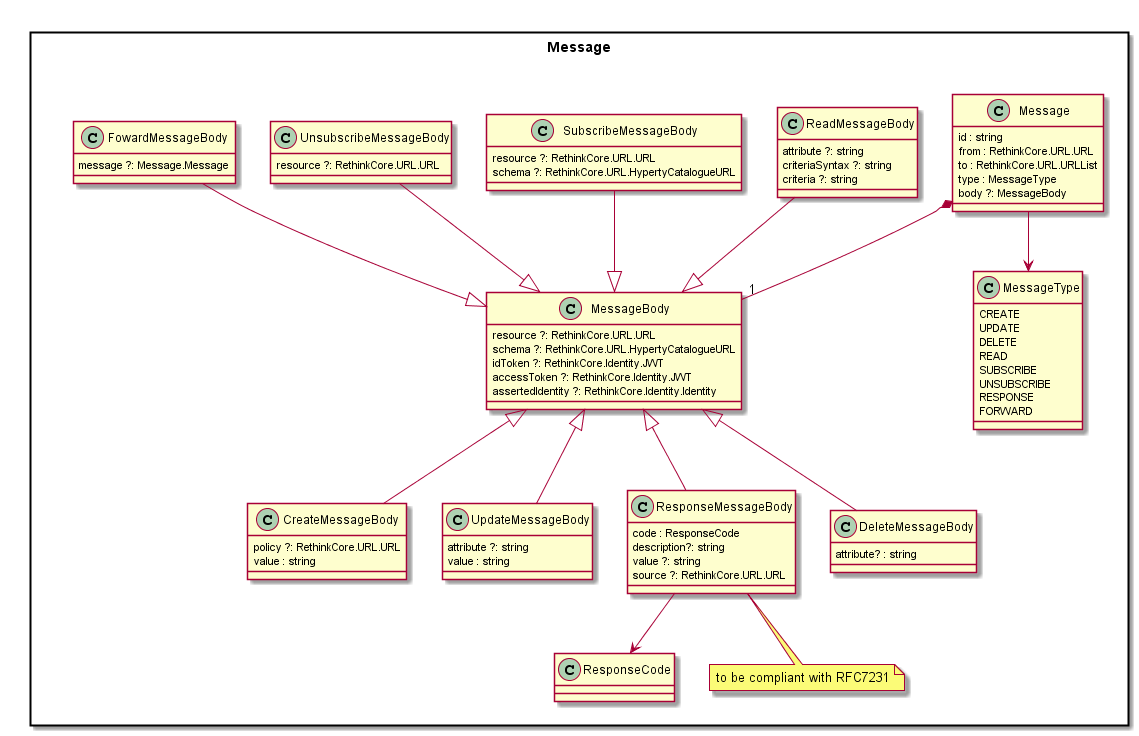 Message
C FowardMessageBody
message ?: Message.Message
C UnsubscribeMessageBody
resource ?: RethinkCore.URL.URL
C SubscribeMessageBody
resource ?: RethinkCore.URL.URL
schema ?: RethinkCore.URL.HypertyCatalogueURL
C ReadMessageBody
attribute ?: string
criteriaSyntax ?: string
criteria ?: string
C Message
id : string
from : RethinkCore.URL.URL
to : RethinkCore.URL.URLList
type : MessageType
body ?: MessageBody
1
C MessageBody
resource ?: RethinkCore.URL.URL
schema ?: RethinkCore.URL.HypertyCatalogueURL
idToken ?: RethinkCore.Identity.JWT
accessToken ?: RethinkCore.Identity.JWT
assertedIdentity ?: RethinkCore.Identity.Identity
C MessageType
CREATE
UPDATE
DELETE
READ
SUBSCRIBE
UNSUBSCRIBE
RESPONSE
FORWARD
C CreateMessageBody
policy ?: RethinkCore.URL.URL
value : string
C UpdateMessageBody
attribute ?: string
value : string
C ResponseMessageBody
code : ResponseCode
description?: string
value ?: string
source ?: RethinkCore.URL.URL
C DeleteMessageBody
attribute? : string
C ResponseCode
to be compliant with RFC7231